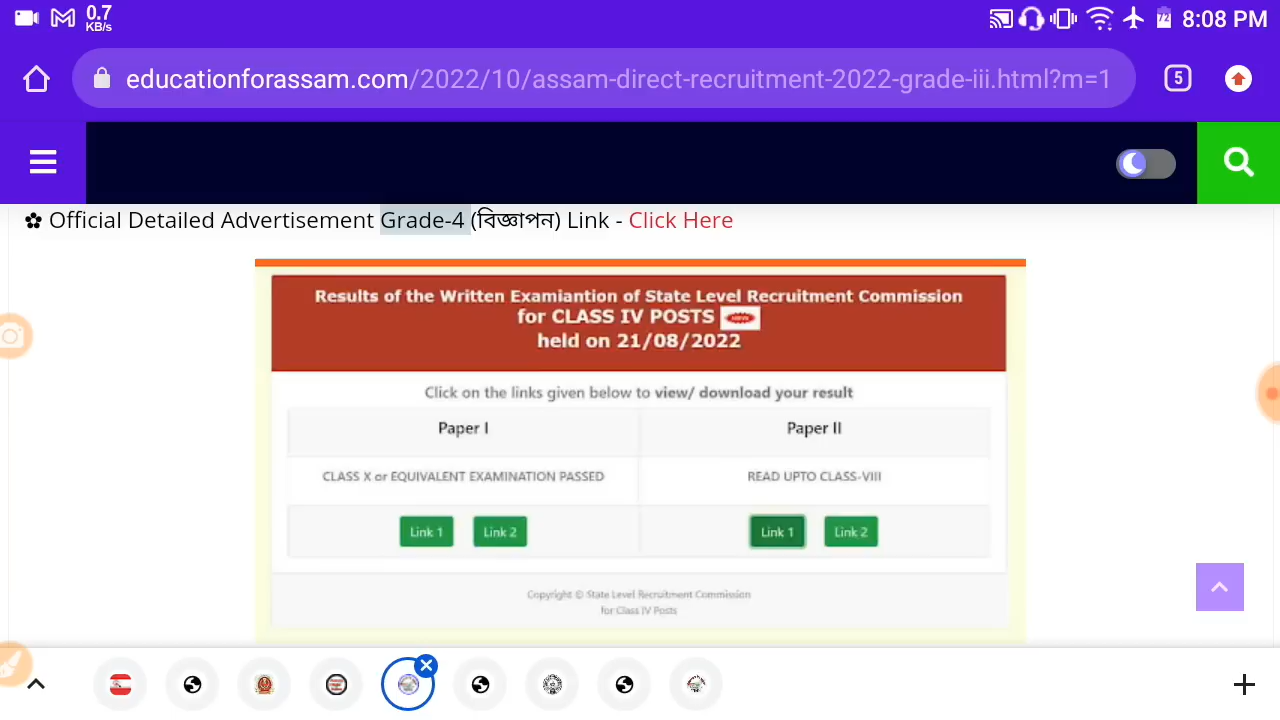 0.7
KB/s
72
8:08 PM
educationforassam.com/2022/10/assam-direct-recruitment-2022-grade-iii.html?m=1
5
✿ Official Detailed Advertisement Grade-4 (বিজ্ঞাপন) Link - Click Here
Results of the Written Examiantion of State Level Recruitment Commission
for CLASS IV POSTS NEW
held on 21/08/2022
Click on the links given below to view/ download your result
Paper I Paper II
CLASS X or EQUIVALENT EXAMINATION PASSED READ UPTO CLASS-VIII
Link 1 Link 2 Link 1 Link 2
Copyright © State Level Recruitment Commission
for Class IV Posts